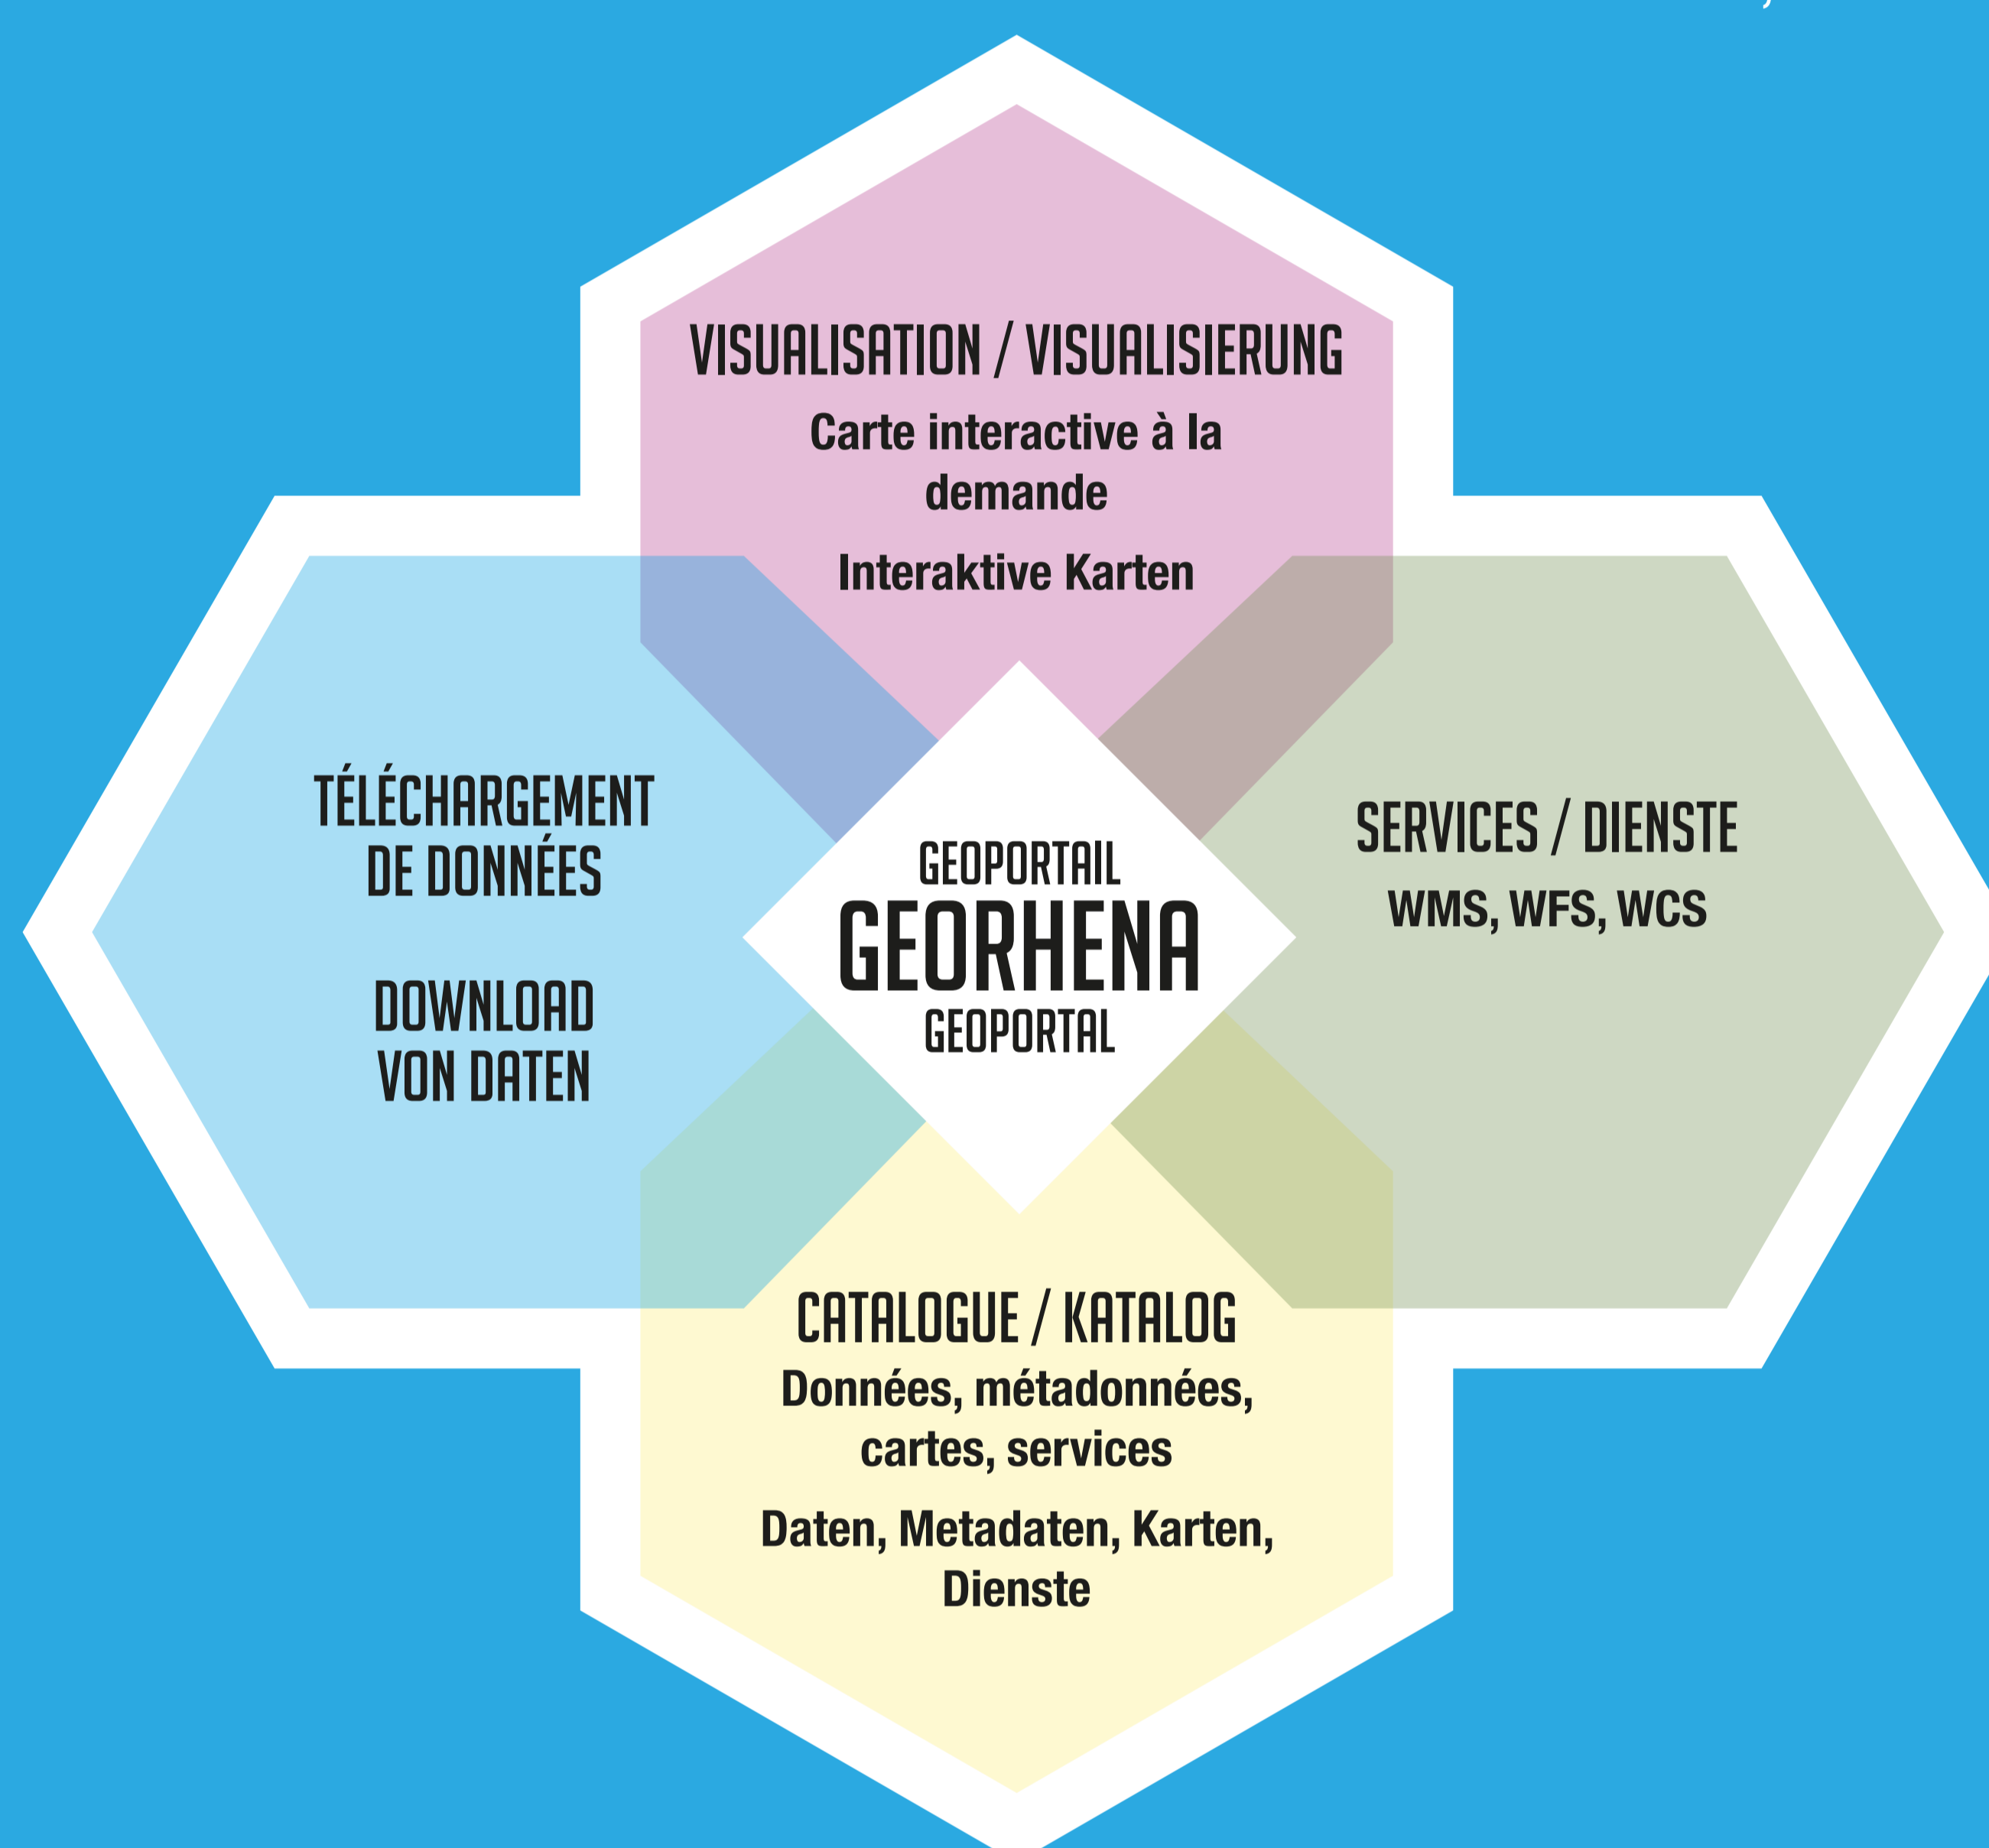 VISUALISATION / VISUALISIERUNG
Carte interactive à la
demande
Interaktive Karten
TÉLÉCHARGEMENT
DE DONNÉES
DOWNLOAD
VON DATEN
GEOPORTAIL
GEORHENA
GEOPORTAL
SERVICES / DIENSTE
WMS, WFS, WCS
CATALOGUE / KATALOG
Données, métadonnées,
cartes, services
Daten, Metadaten, Karten,
Dienste